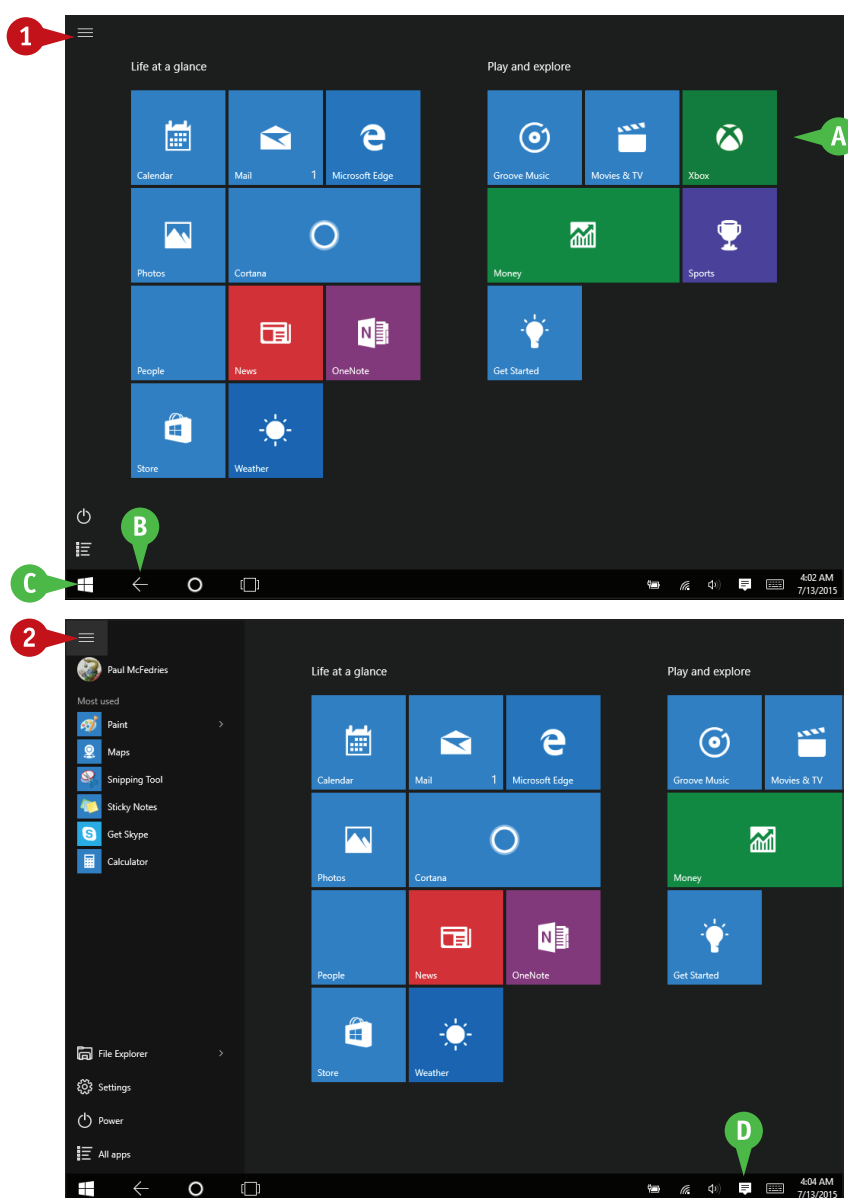 1
Life at a glance
Play and explore
A
Calendar
Mail 1
Microsoft Edge
Groove Music
Movies & TV
Xbox
Photos
Cortana
Money
Sports
People
News
OneNote
Get Started
Store
Weather
B
C
4:02 AM
7/13/2015
2
Paul McFedries
Most used
Paint
Maps
Snipping Tool
Sticky Notes
Get Skype
Calculator
File Explorer
Settings
Power
All apps
Life at a glance
Play and explore
Calendar
Mail 1
Microsoft Edge
Groove Music
Movies & TV
Photos
Cortana
Money
People
News
OneNote
Get Started
Store
Weather
D
4:04 AM
7/13/2015